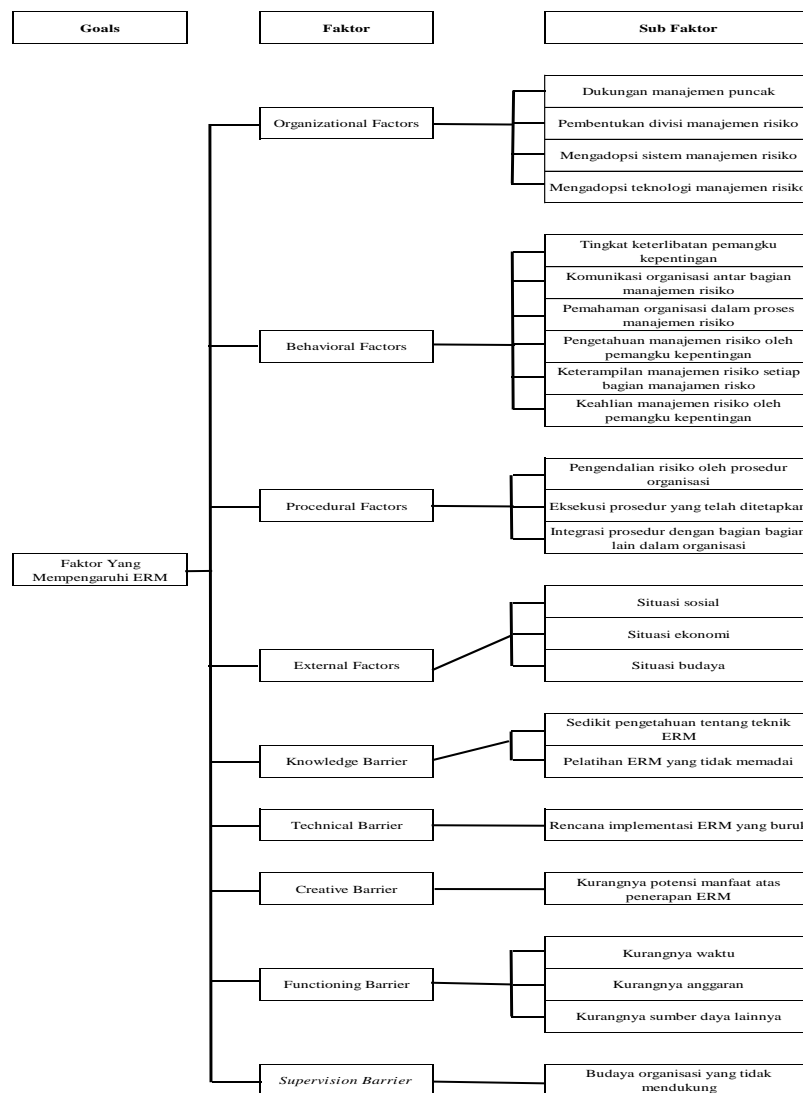 Goals
Faktor
Sub Faktor
Organizational Factors
Dukungan manajemen puncak
Pembentukan divisi manajemen risiko
Mengadopsi sistem manajemen risiko
Mengadopsi teknologi manajemen risiko
Behavioral Factors
Tingkat keterlibatan pemangku
kepentingan
Komunikasi organisasi antar bagian
manajemen risiko
Pemahaman organisasi dalam proses
manajemen risiko
Pengetahuan manajemen risiko oleh
pemangku kepentingan
Keterampilan manajemen risiko setiap
bagian manajamen risko
Keahlian manajemen risiko oleh
pemangku kepentingan
Procedural Factors
Pengendalian risiko oleh prosedur
organisasi
Eksekusi prosedur yang telah ditetapkan
Integrasi prosedur dengan bagian bagian
lain dalam organisasi
Faktor Yang
Mempengaruhi ERM
External Factors
Situasi sosial
Situasi ekonomi
Situasi budaya
Knowledge Barrier
Sedikit pengetahuan tentang teknik
ERM
Pelatihan ERM yang tidak memadai
Technical Barrier
Rencana implementasi ERM yang buruk
Creative Barrier
Kurangnya potensi manfaat atas
penerapan ERM
Functioning Barrier
Kurangnya waktu
Kurangnya anggaran
Kurangnya sumber daya lainnya
Supervision Barrier
Budaya organisasi yang tidak
mendukung